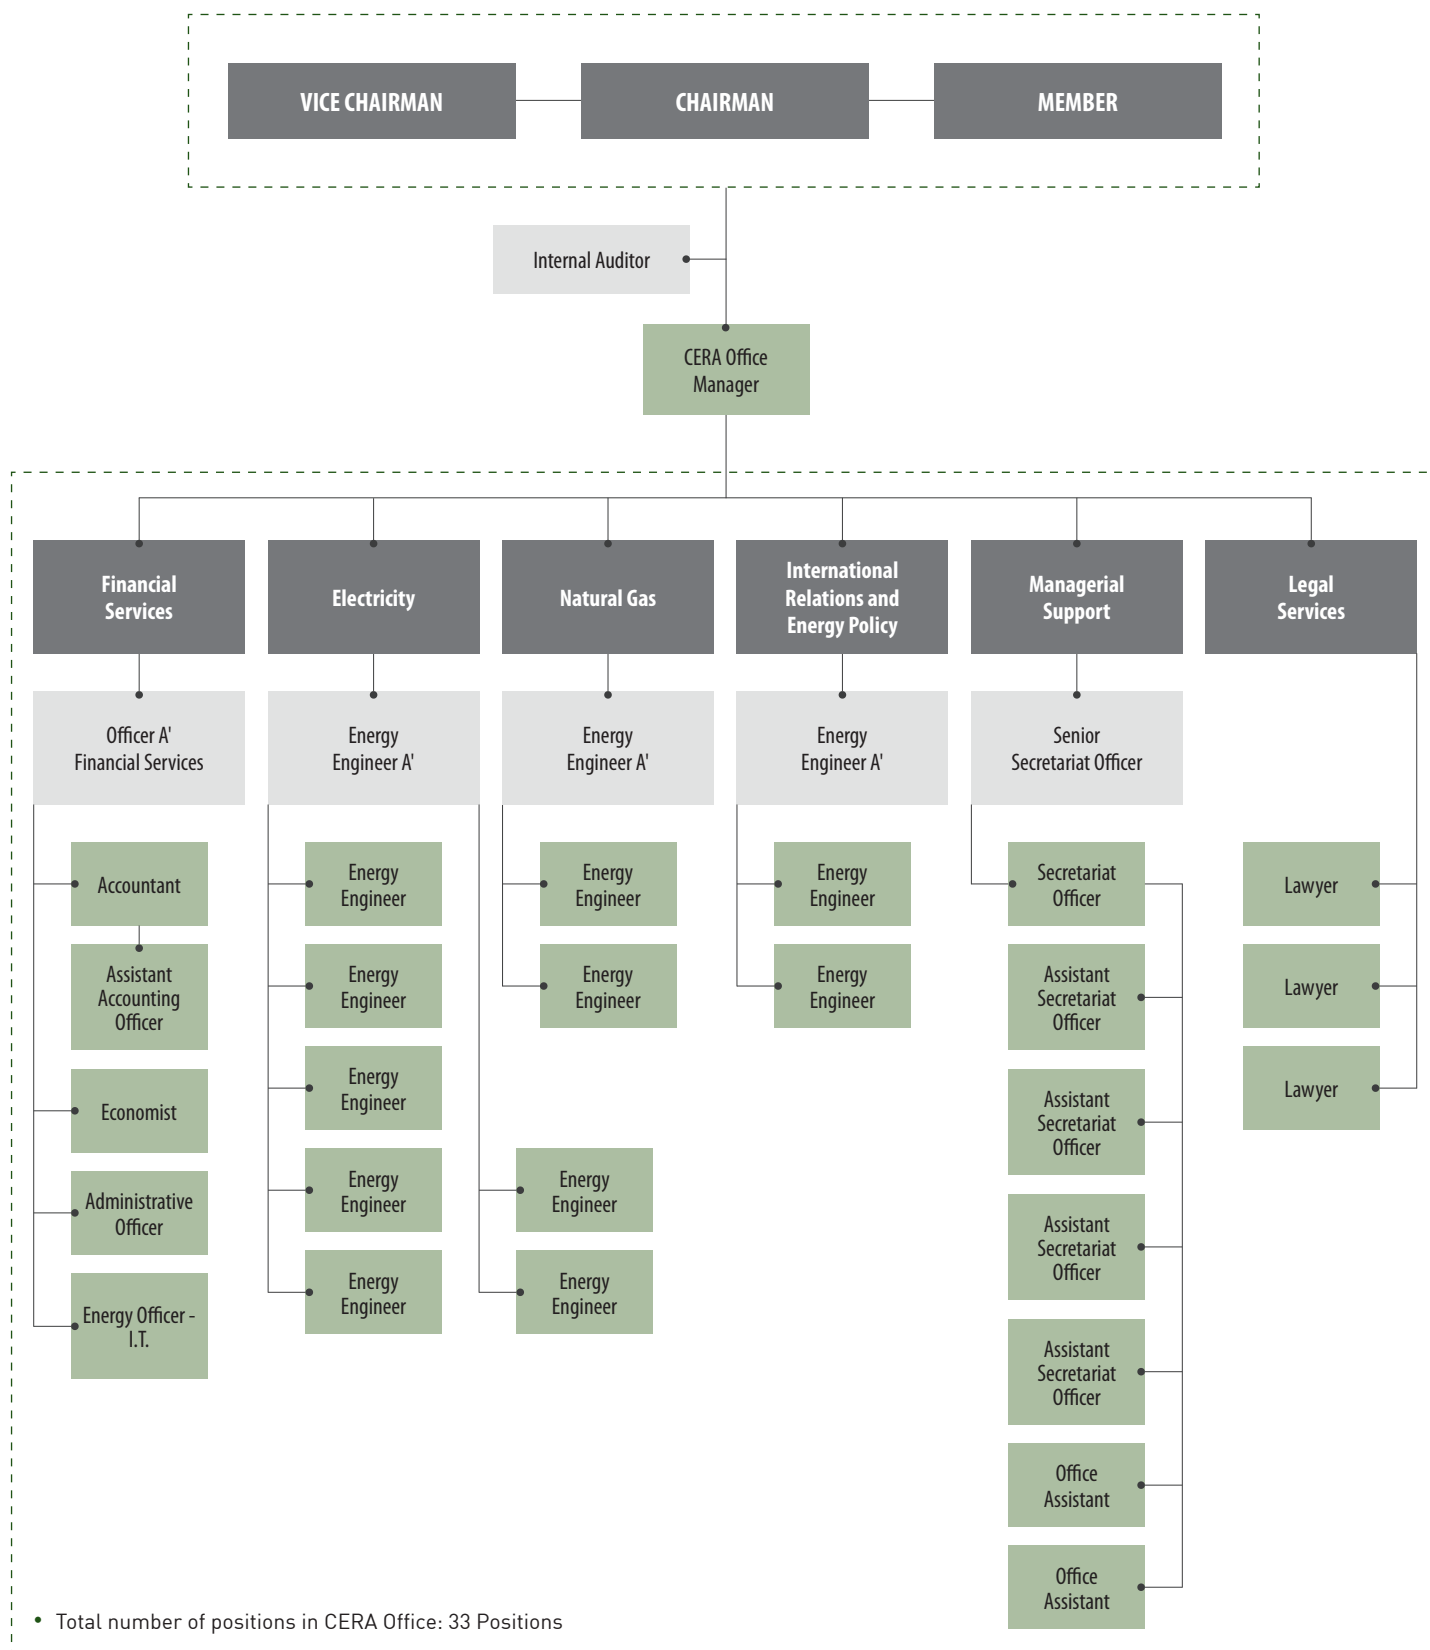 VICE CHAIRMAN
CHAIRMAN
MEMBER
Internal Auditor
CERA Office
Manager
Financial
Services
Electricity
Natural Gas
International
Relations and
Energy Policy
Managerial
Support
Legal
Services
Officer A'
Financial Services
Energy
Engineer A'
Energy
Engineer A'
Energy
Engineer A'
Senior
Secretariat Officer
Accountant
Assistant
Accounting
Officer
Economist
Administrative
Officer
Energy Officer -
I.T.
Energy
Engineer
Energy
Engineer
Energy
Engineer
Energy
Engineer
Energy
Engineer
Energy
Engineer
Energy
Engineer
Energy
Engineer
Energy
Engineer
Energy
Engineer
Energy
Engineer
Secretariat
Officer
Assistant
Secretariat
Officer
Assistant
Secretariat
Officer
Assistant
Secretariat
Officer
Assistant
Secretariat
Officer
Office
Assistant
Office
Assistant
Lawyer
Lawyer
Lawyer
• Total number of positions in CERA Office: 33 Positions